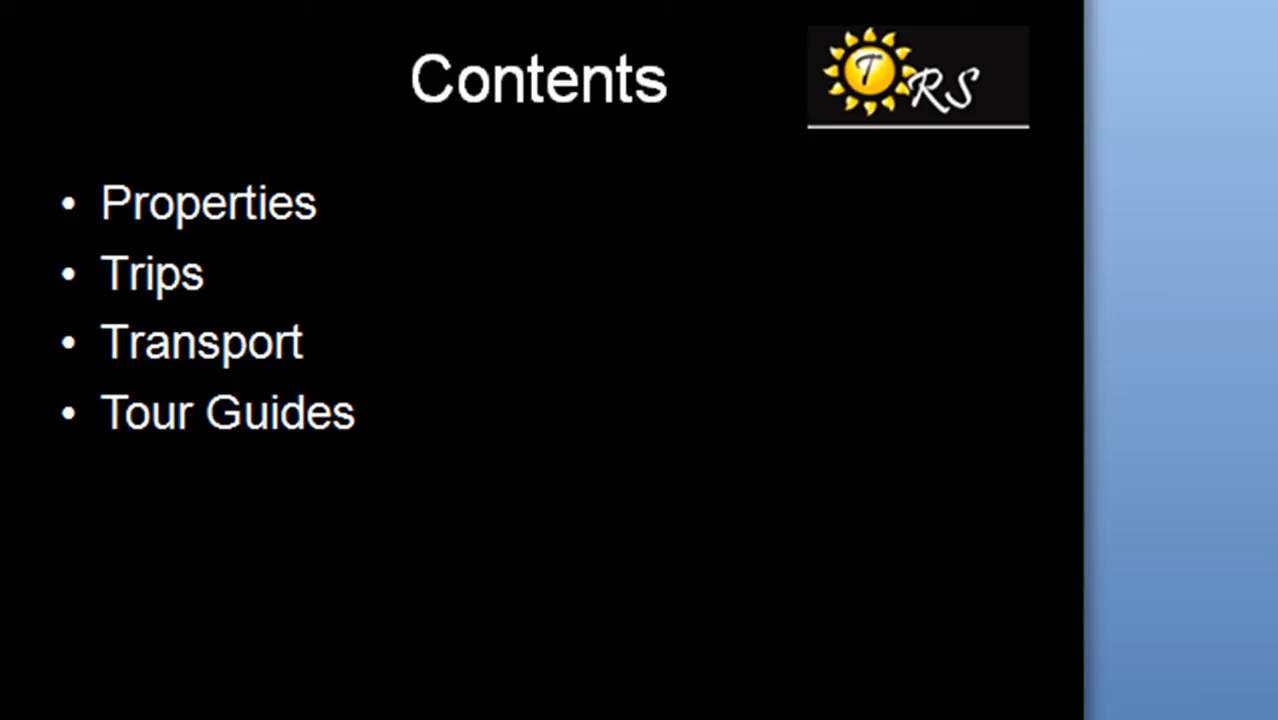 Contents
TRS
• Properties
• Trips
• Transport
• Tour Guides